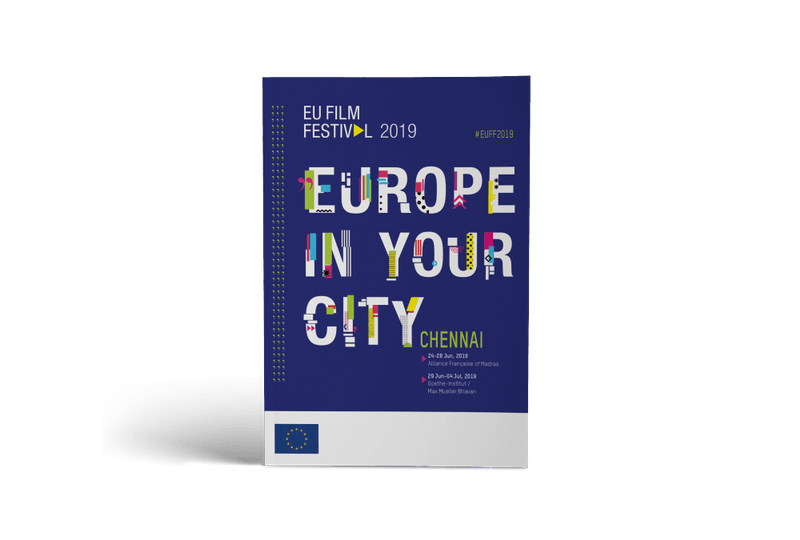 EU FILM
FESTIVAL 2019
#EUFF2019
EUROPE
IN YOUR
CITY
CHENNAI
24-28 Jun, 2019
Alliance Française of Madras
29 Jun-04 Jul, 2019
Goethe-Institut /
Max Mueller Bhavan